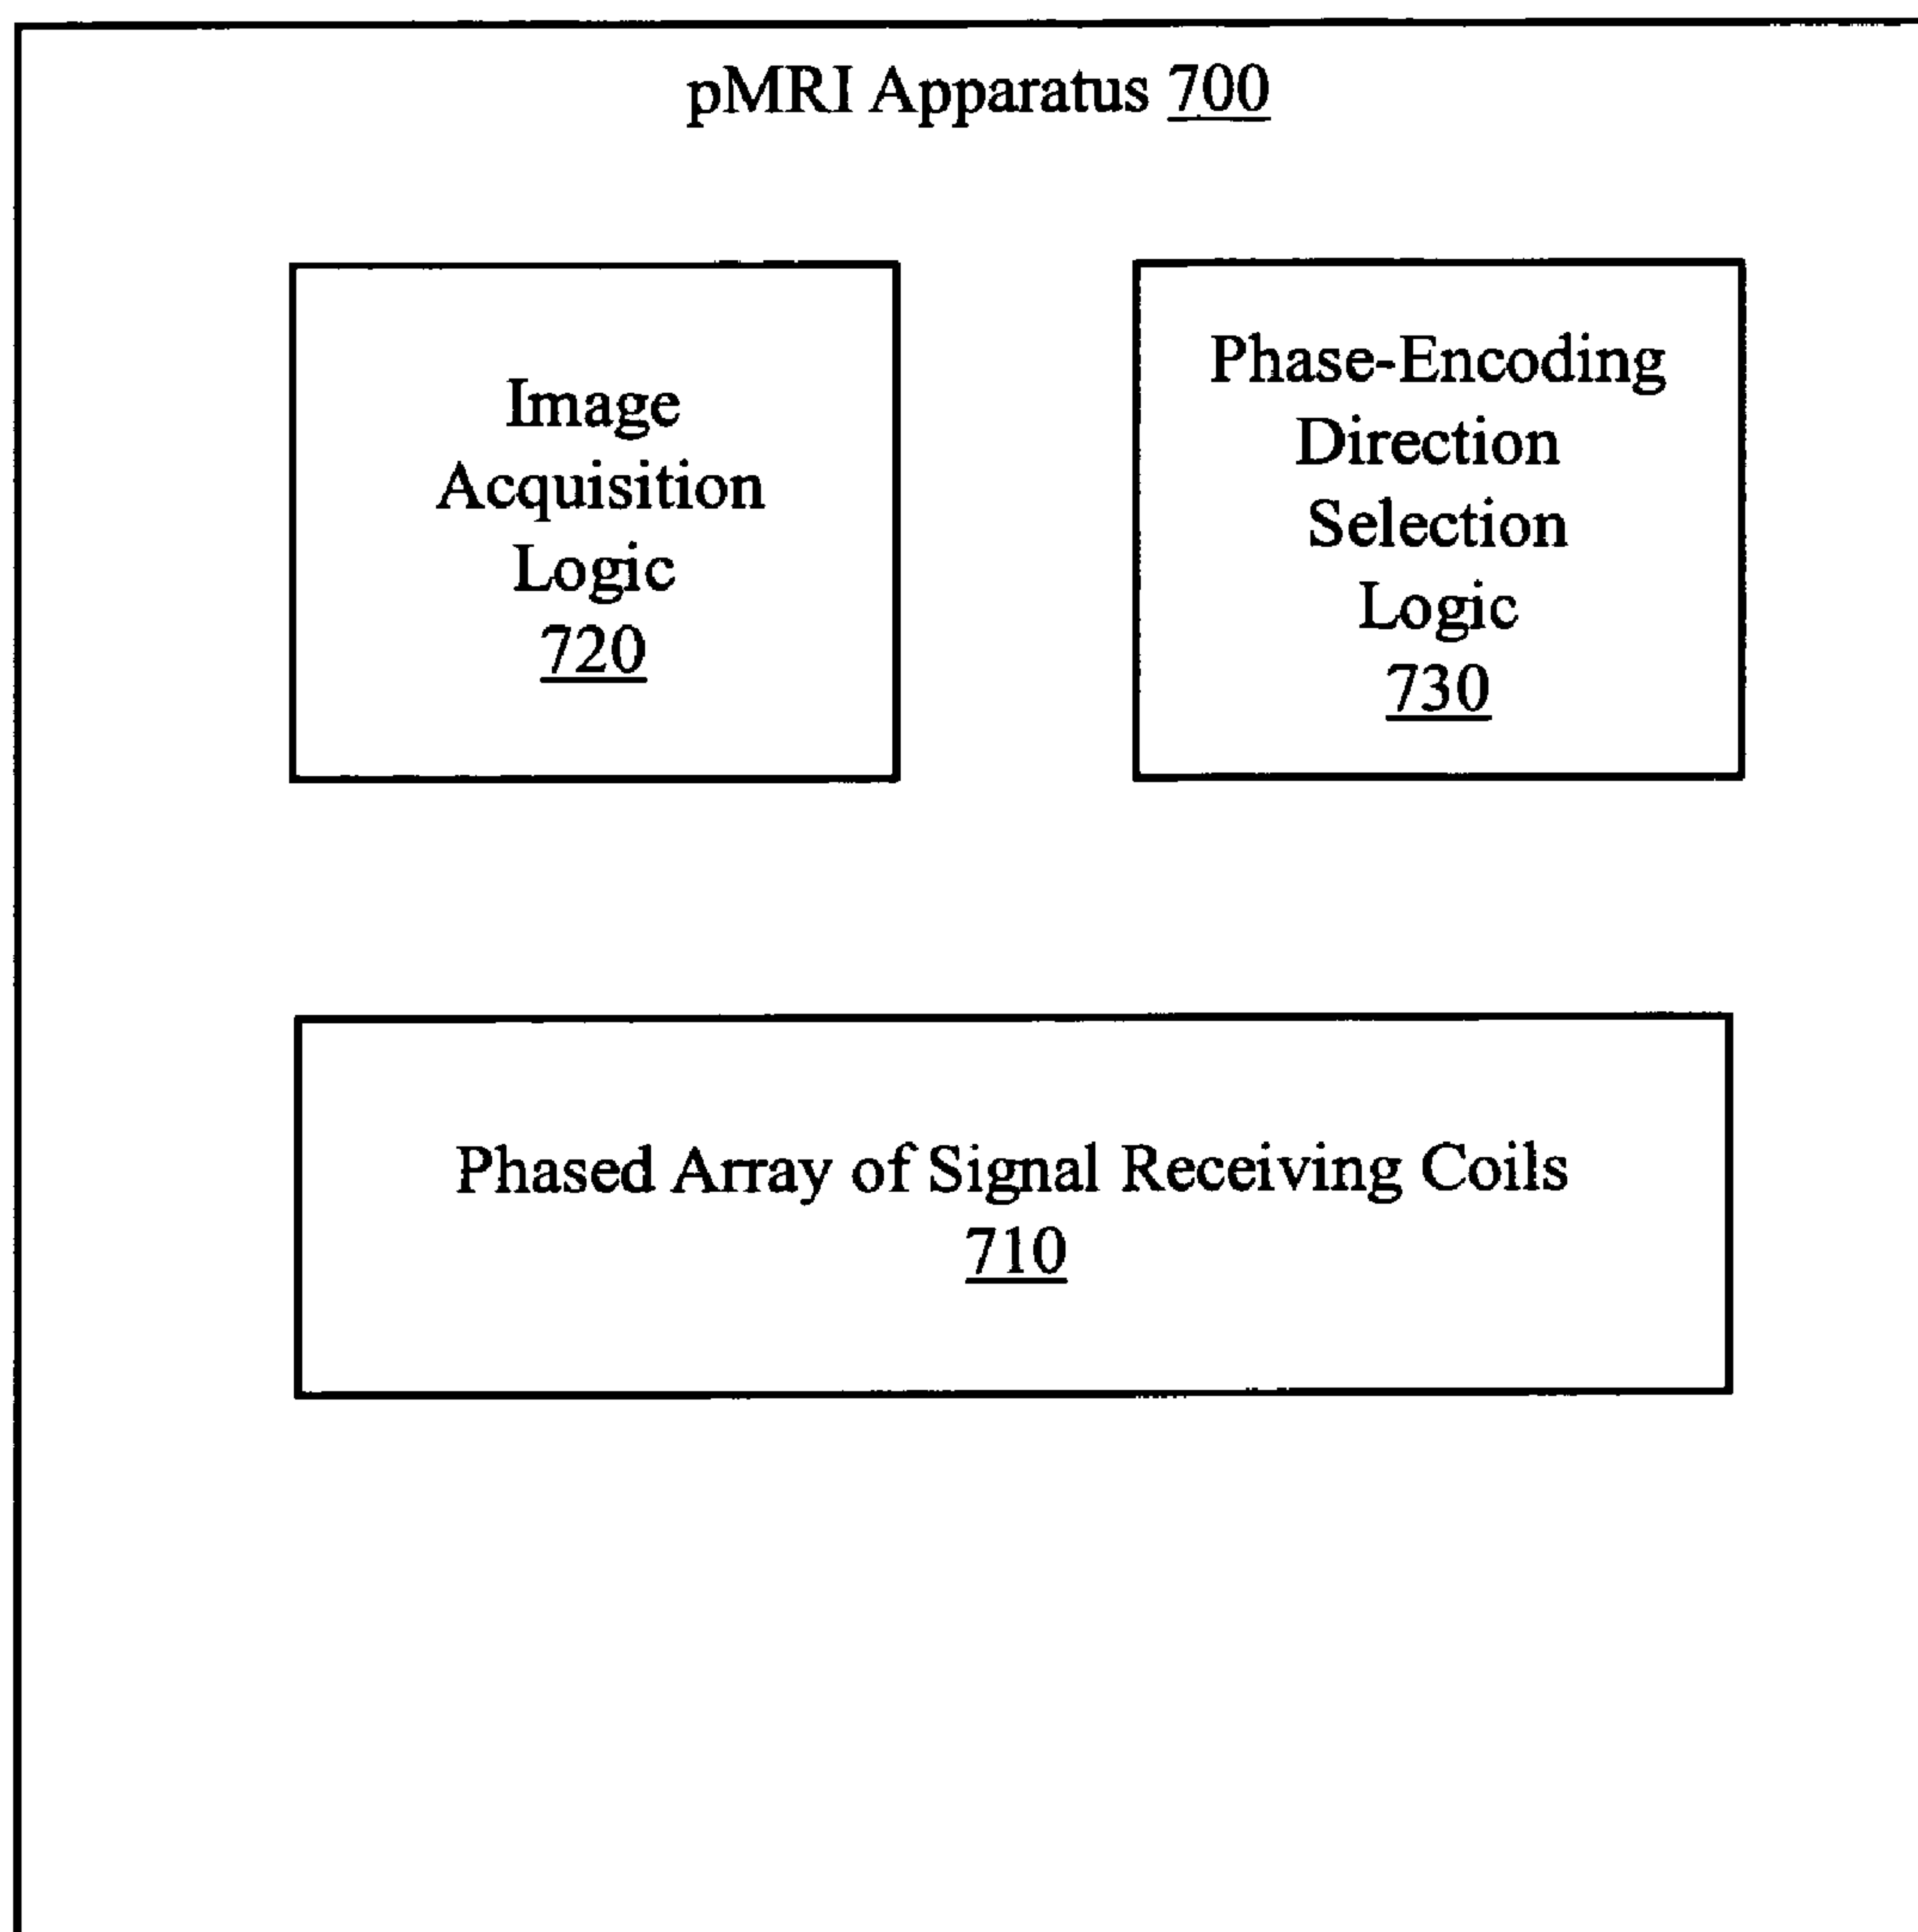 pMRI Apparatus 700
Image
Acquisition
Logic
720
Phase-Encoding
Direction
Selection
Logic
730
Phased Array of Signal Receiving Coils
710